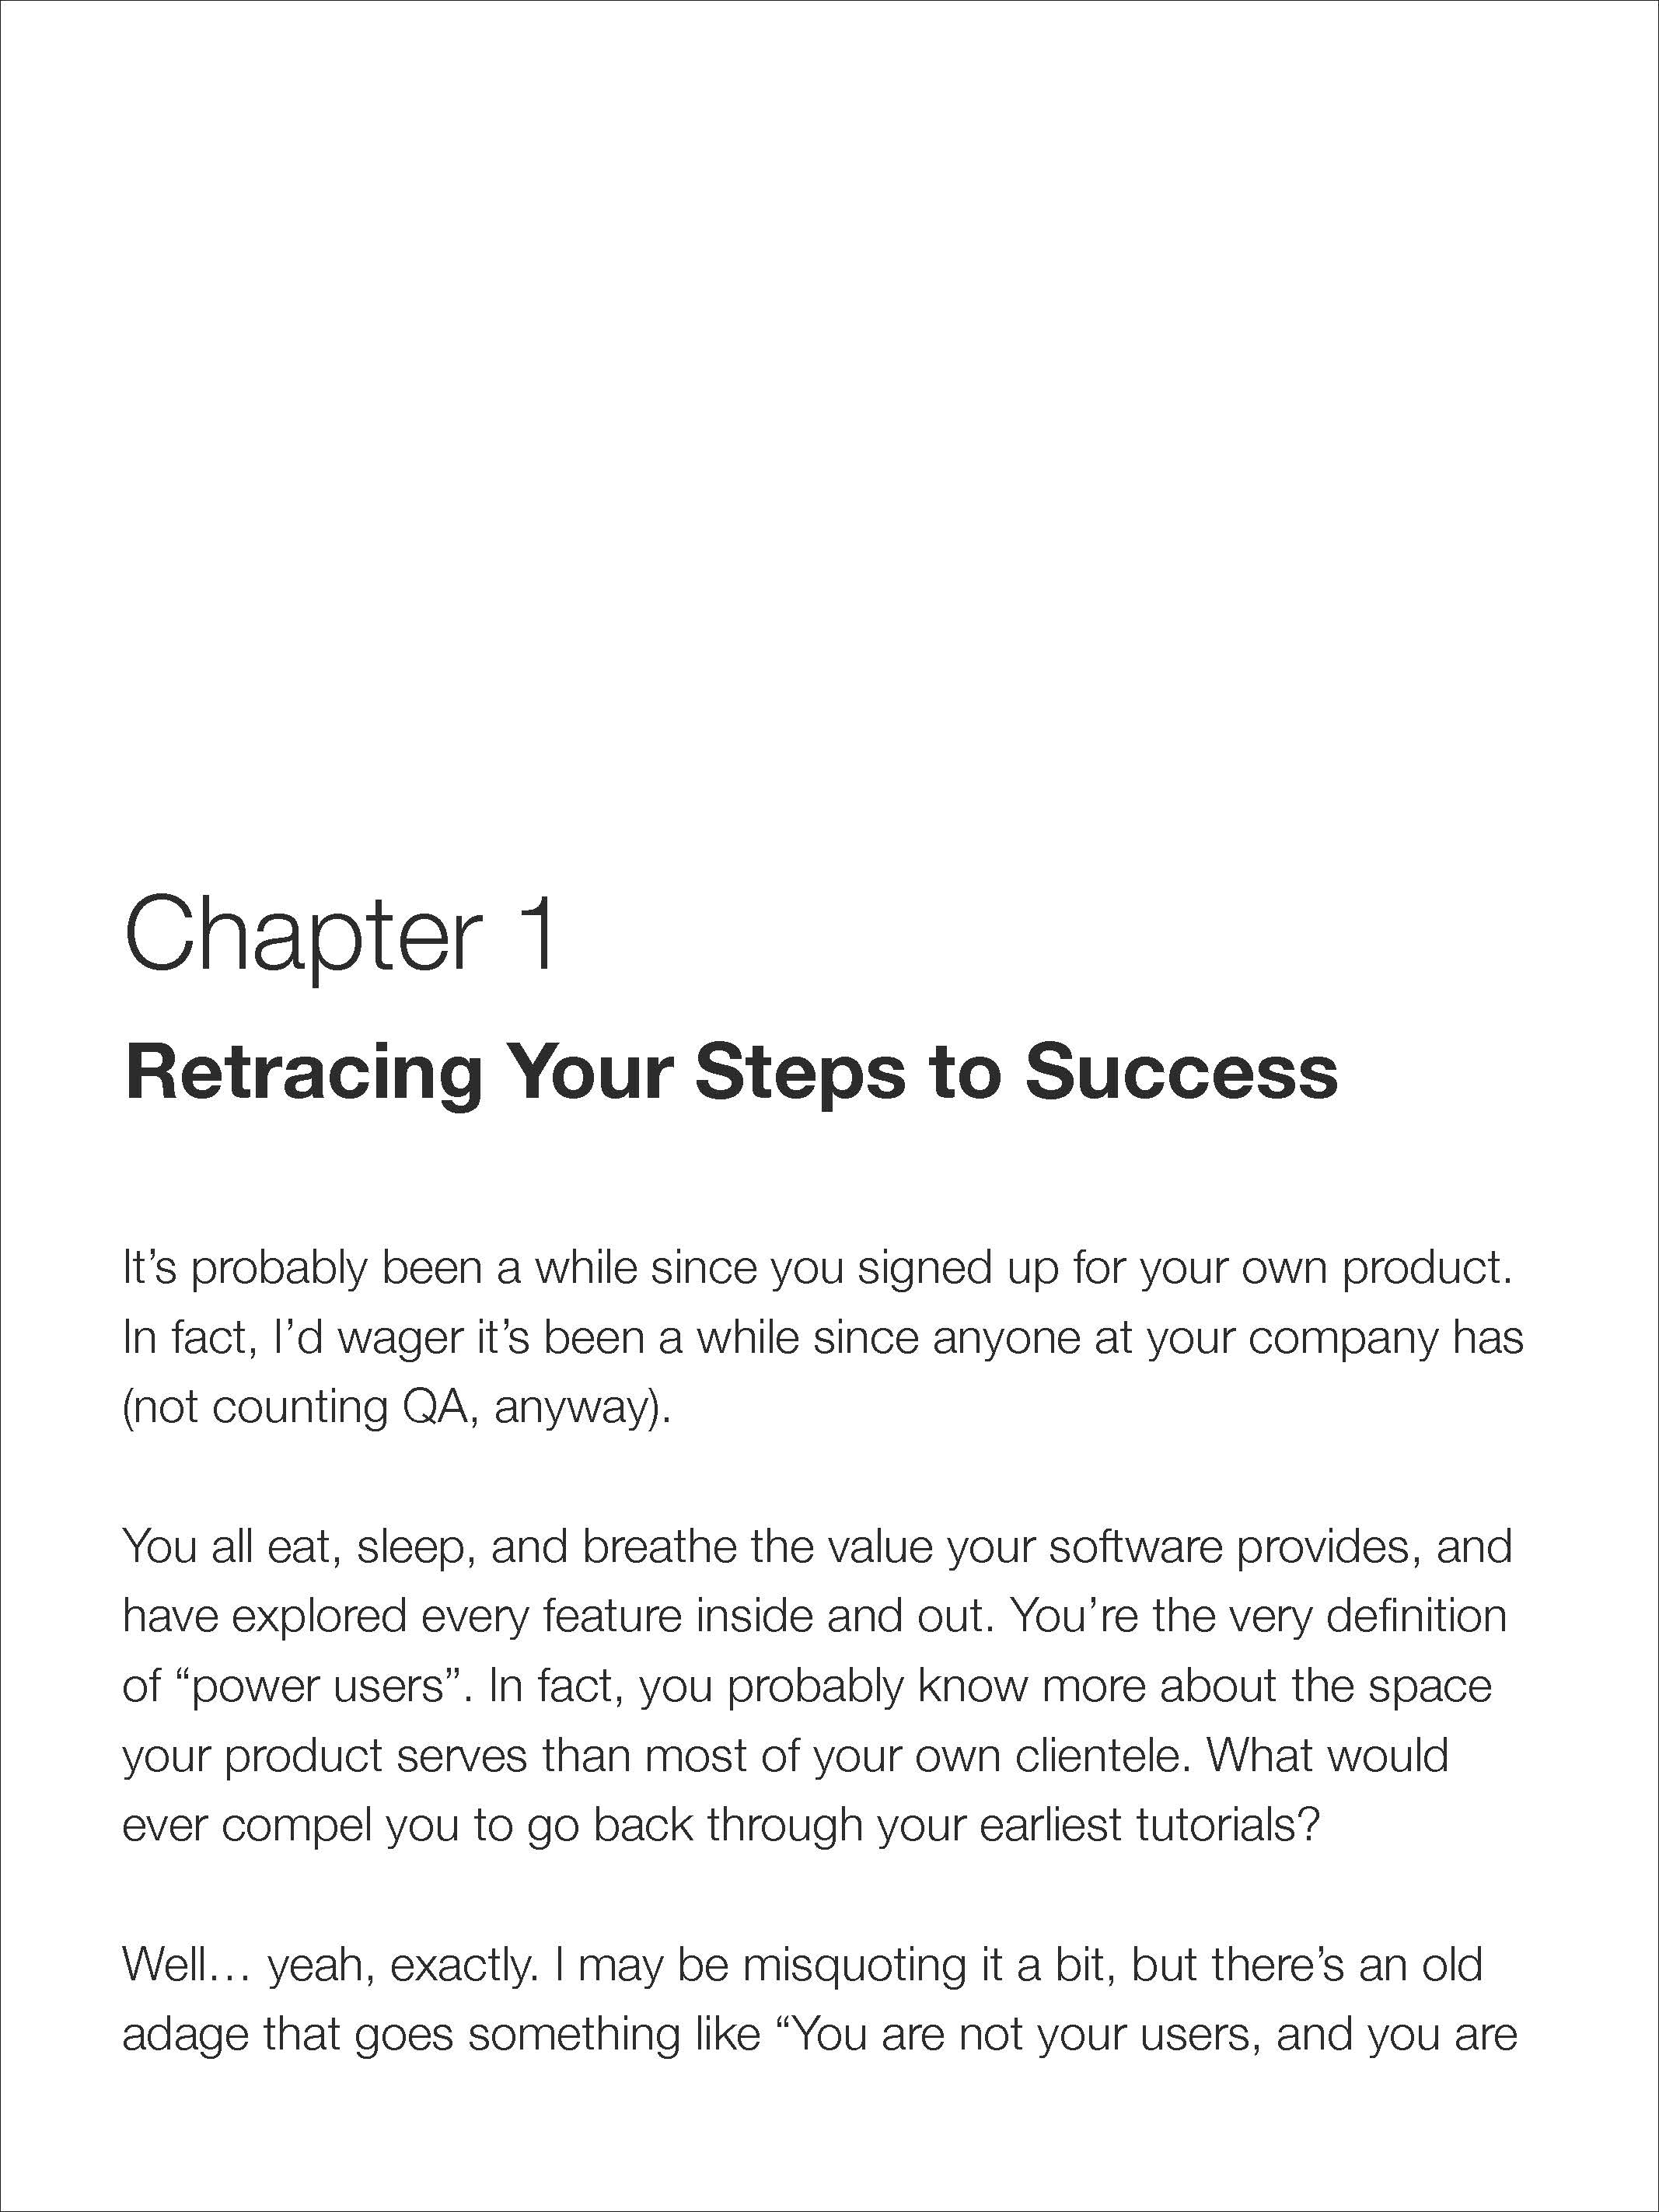 Chapter 1
Retracing Your Steps to Success
It’s probably been a while since you signed up for your own product.
In fact, I’d wager it’s been a while since anyone at your company has
(not counting QA, anyway).
You all eat, sleep, and breathe the value your software provides, and
have explored every feature inside and out. You’re the very definition
of “power users”. In fact, you probably know more about the space
your product serves than most of your own clientele. What would
ever compel you to go back through your earliest tutorials?
Well… yeah, exactly. I may be misquoting it a bit, but there’s an old
adage that goes something like “You are not your users, and you are